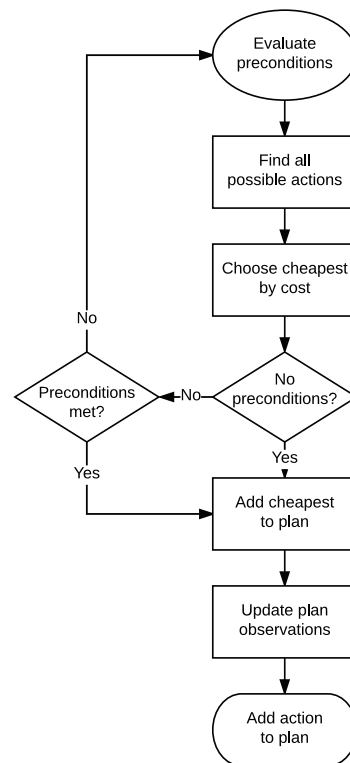 Evaluate
preconditions
Find all
possible actions
Choose cheapest
by cost
No
preconditions?
No
Preconditions
met?
No
Yes
Yes
Add cheapest
to plan
Update plan
observations
Add action
to plan